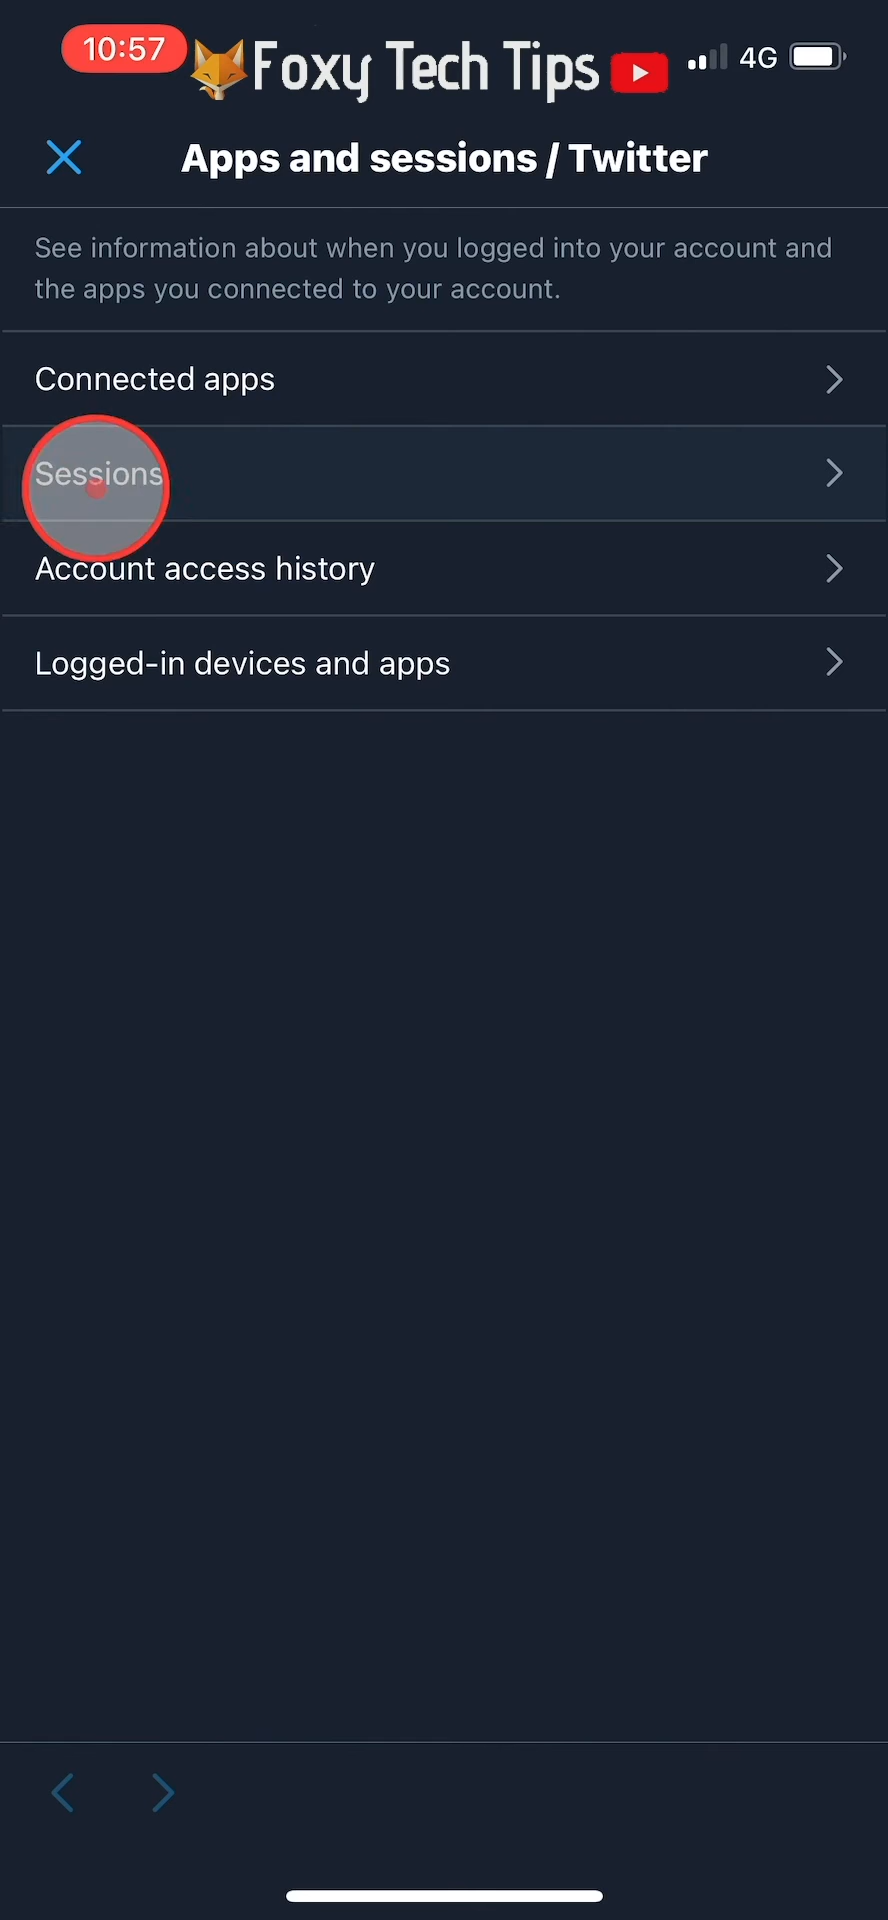 10:57
Foxy Tech Tips
4G
Apps and sessions / Twitter
See information about when you logged into your account and
the apps you connected to your account.
Connected apps
Sessions
Account access history
Logged-in devices and apps